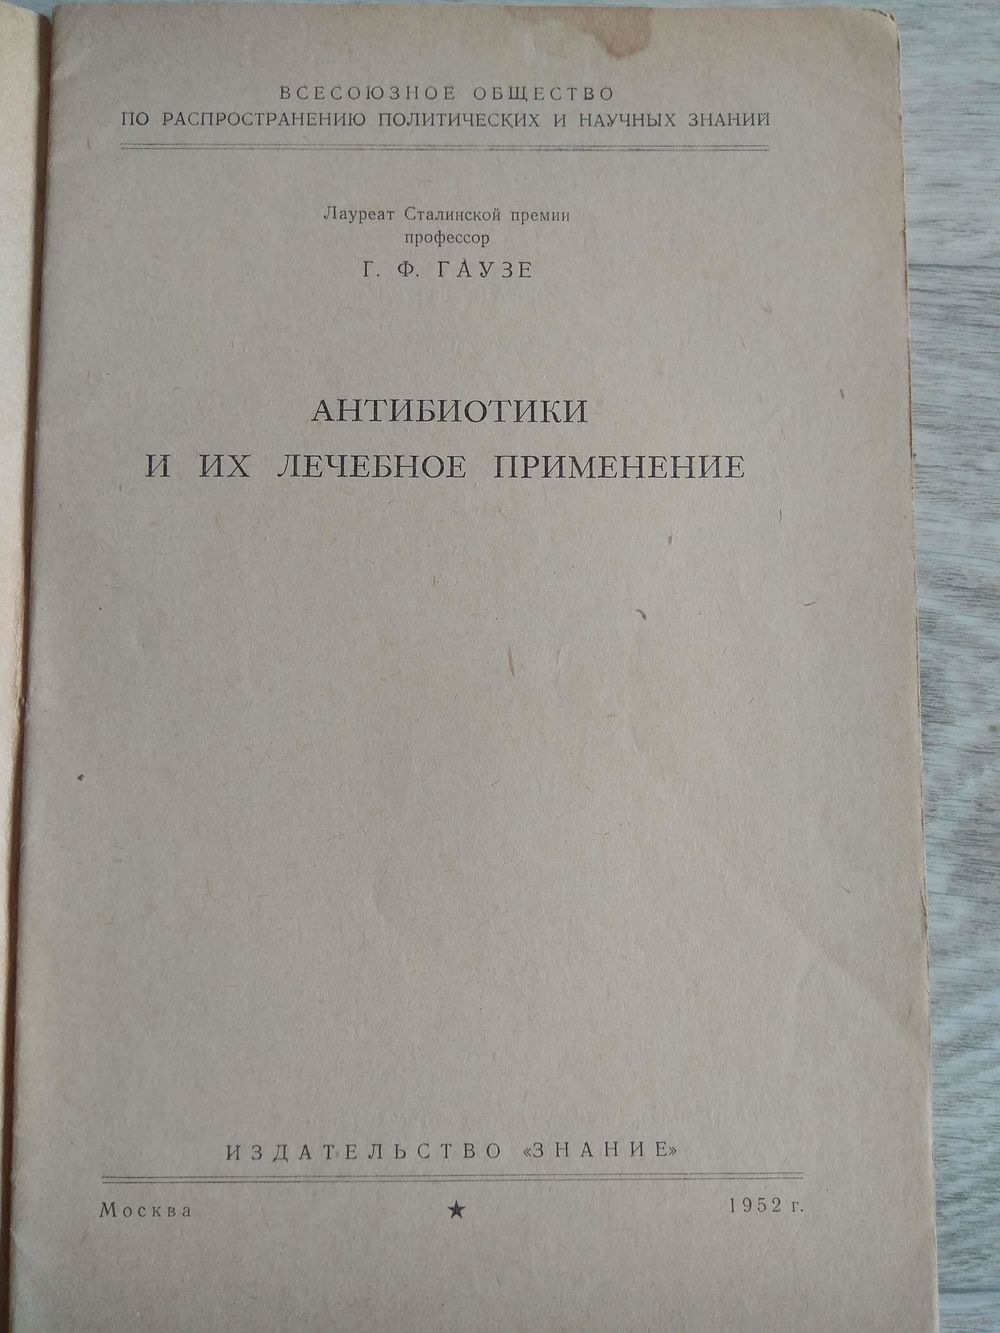 ВСЕСОЮЗНОЕ ОБЩЕСТВО
ПО РАСПРОСТРАНЕНИЮ ПОЛИТИЧЕСКИХ И НАУЧНЫХ ЗНАНИЙ
Лауреат Сталинской премии
профессор
Г. Ф. ГАУЗЕ
АНТИБИОТИКИ
И ИХ ЛЕЧЕБНОЕ ПРИМЕНЕНИЕ
ИЗДАТЕЛЬСТВО «ЗНАНИЕ»
Москва ★ 1952 г.